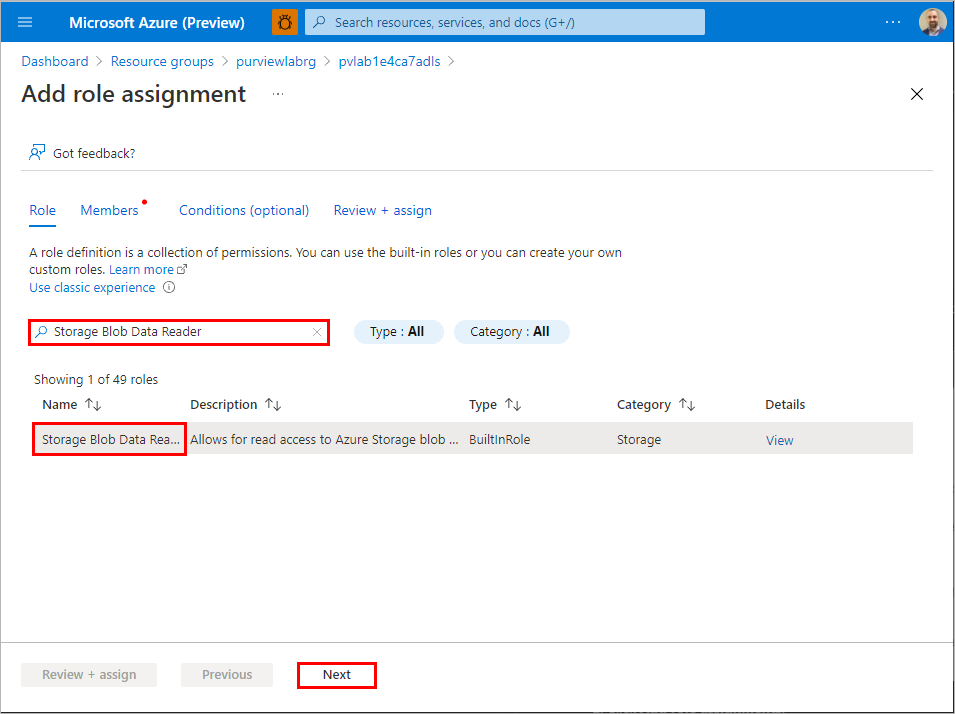 Microsoft Azure (Preview)
Search resources, services, and docs (G+/)
...
Dashboard > Resource groups > purviewlabrg > pvlab1e4ca7adls >
Add role assignment ...
Got feedback?
Role Members Conditions (optional) Review + assign
A role definition is a collection of permissions. You can use the built-in roles or you can create your own
custom roles. Learn more
Use classic experience
Storage Blob Data Reader
Type : All Category : All
Showing 1 of 49 roles
Name Description Type Category Details
Storage Blob Data Rea... Allows for read access to Azure Storage blob ... BuiltInRole Storage View
Review + assign Previous Next